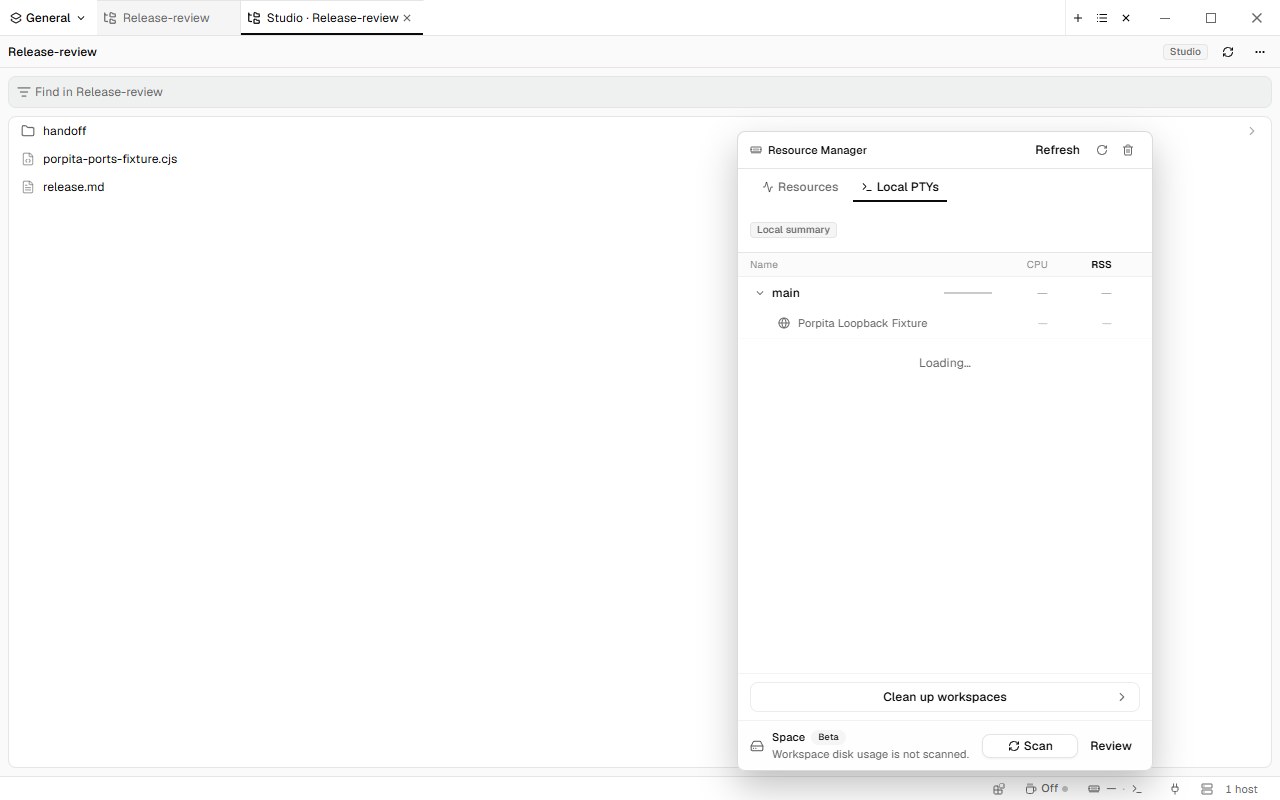 General
Release-review
Studio · Release-review
Release-review
Studio
Find in Release-review
handoff
porpita-ports-fixture.cjs
release.md
Resource Manager
Refresh
Resources
Local PTYs
Local summary
Name CPU RSS
main — —
Porpita Loopback Fixture — —
Loading...
Clean up workspaces
Space Beta
Workspace disk usage is not scanned.
Scan
Review
Off
— ·
1 host